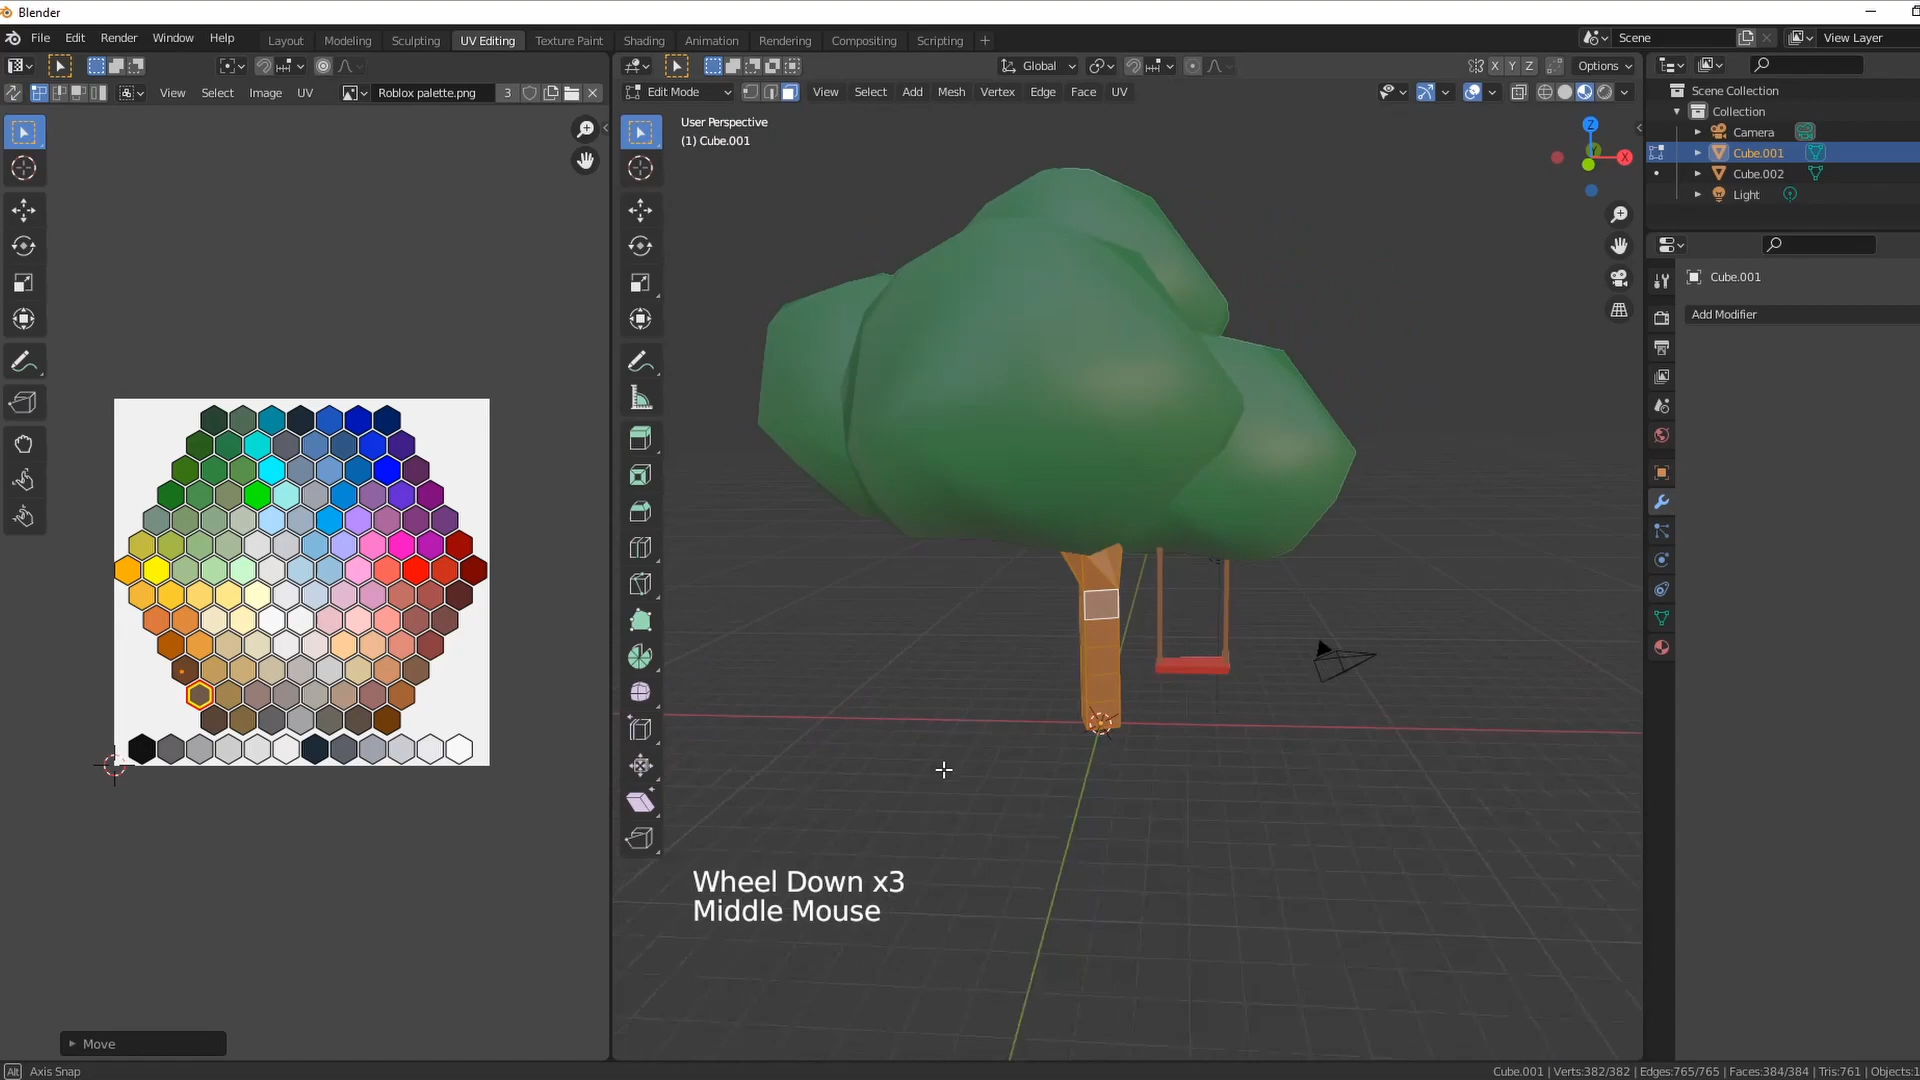 Blender
File Edit Render Window Help
Layout Modeling Sculpting UV Editing Texture Paint Shading Animation Rendering Compositing Scripting +
Scene View Layer
Global X Y Z Options
View Select Image UV Roblox palette.png 3
Edit Mode View Select Add Mesh Vertex Edge Face UV
Scene Collection
Collection
Camera
Cube.001
Cube.002
Light
User Perspective
(1) Cube.001
Z
X
Cube.001
Add Modifier
Wheel Down x3
Middle Mouse
Move
Alt Axis Snap
Cube.001 | Verts:382/382 | Edges:765/765 | Faces:384/384 | Tris:761 | Objects:1